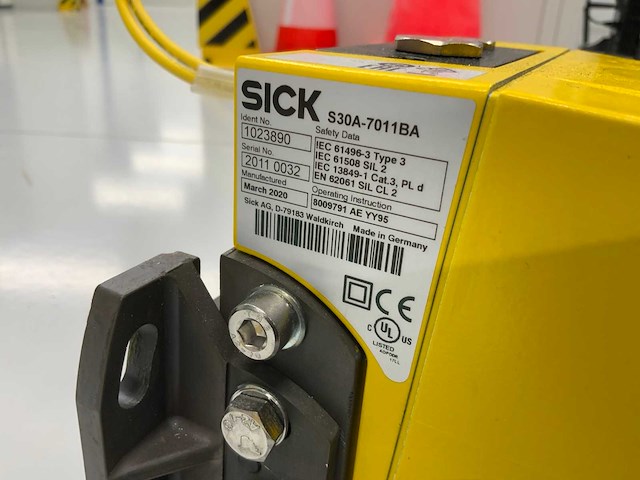 SICK
SICK S30A-7011BA
Ident No. Safety Data
1023890
IEC 61496-3 Type 3
IEC 61508 SIL 2
IEC 13849-1 Cat.3, PL d
EN 62061 SIL CL 2
Serial No.
2011 0032
Manufactured
March 2020
Operating Instruction
8009791 AE YY95
Sick AG, D-79183 Waldkirch Made in Germany
CE
C UL US
LISTED